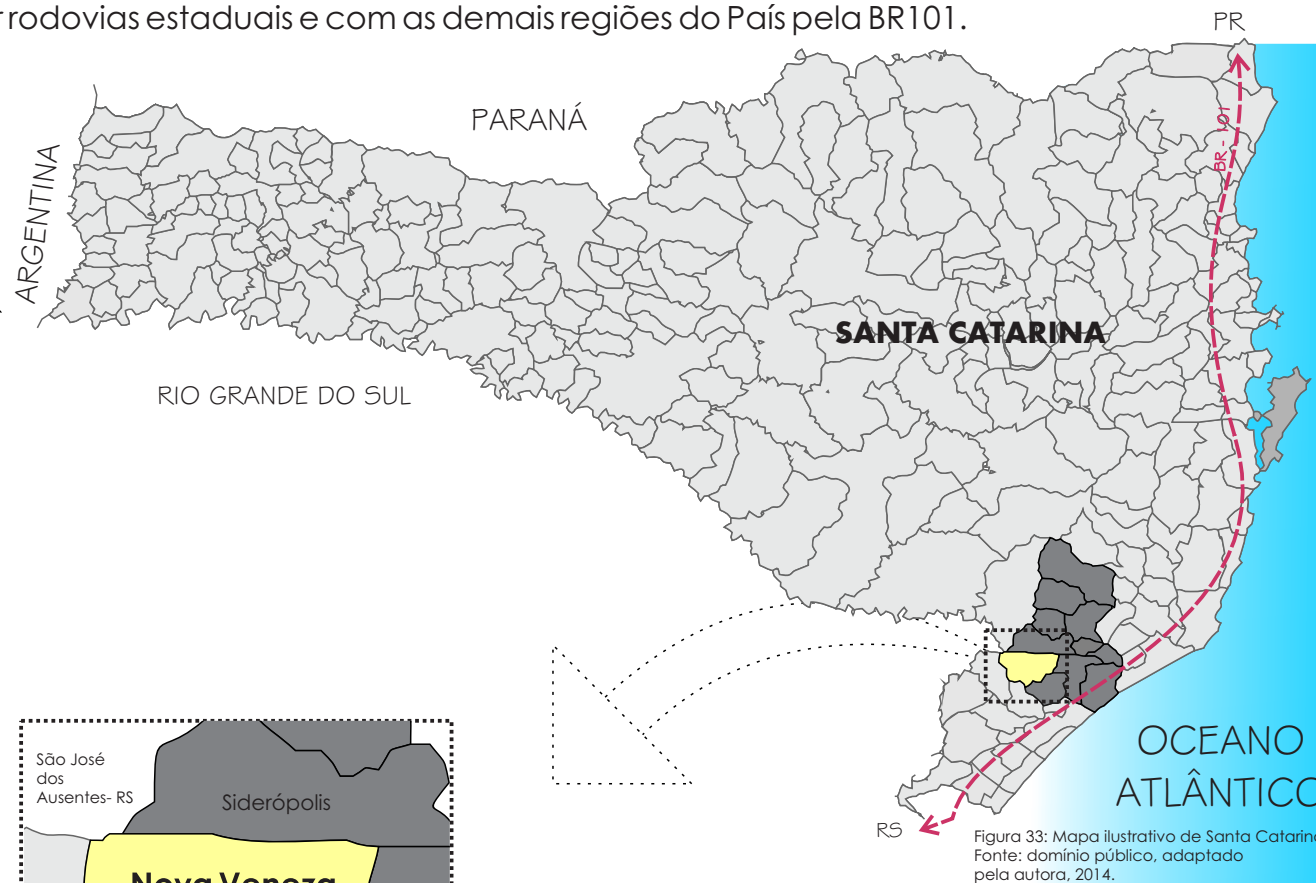 rodovias estaduais e com as demais regiões do País pela BR101.
PR
PARANÁ
ARGENTINA
BR - 101
SANTA CATARINA
RIO GRANDE DO SUL
OCEANO
ATLÂNTICO
São José
dos
Ausentes- RS
Siderópolis
Nova Veneza
RS
Figura 33: Mapa ilustrativo de Santa Catarina
Fonte: domínio público, adaptado
pela autora, 2014.